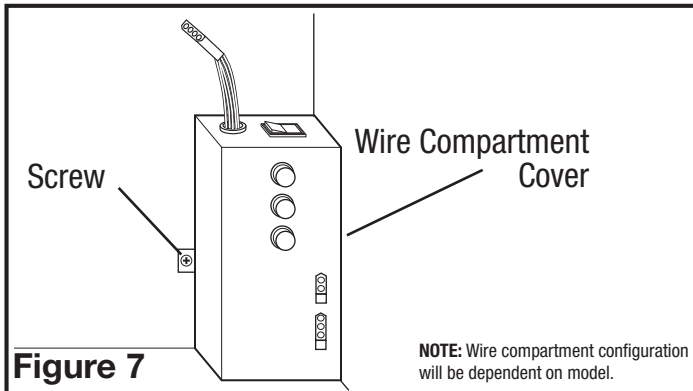 Screw
Wire Compartment
Cover
Figure 7
NOTE: Wire compartment configuration
will be dependent on model.